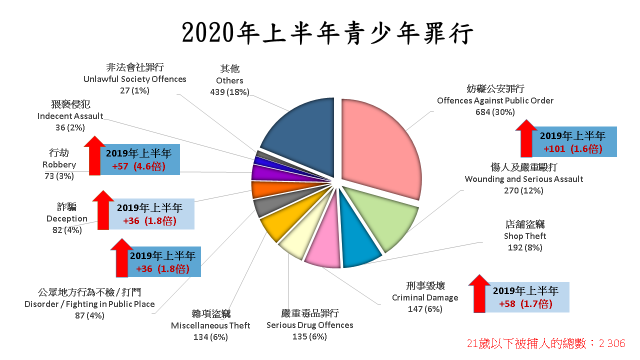 2020年上半年青少年罪行
非法會社罪行
Unlawful Society Offences
27 (1%)
其他
Others
439 (18%)
妨礙公安罪行
Offences Against Public Order
684 (30%)
2019年上半年
+101 (1.6倍)
猥褻侵犯
Indecent Assault
36 (2%)
行劫
Robbery
73 (3%)
2019年上半年
+57 (4.6倍)
傷人及嚴重毆打
Wounding and Serious Assault
270 (12%)
詐騙
Deception
82 (4%)
2019年上半年
+36 (1.8倍)
店舖盜竊
Shop Theft
192 (8%)
2019年上半年
+36 (1.8倍)
公眾地方行為不檢/打鬥
Disorder / Fighting in Public Place
87 (4%)
雜項盜竊
Miscellaneous Theft
134 (6%)
嚴重毒品罪行
Serious Drug Offences
135 (6%)
刑事毀壞
Criminal Damage
147 (6%)
2019年上半年
+58 (1.7倍)
21歲以下被捕人的總數：2 306